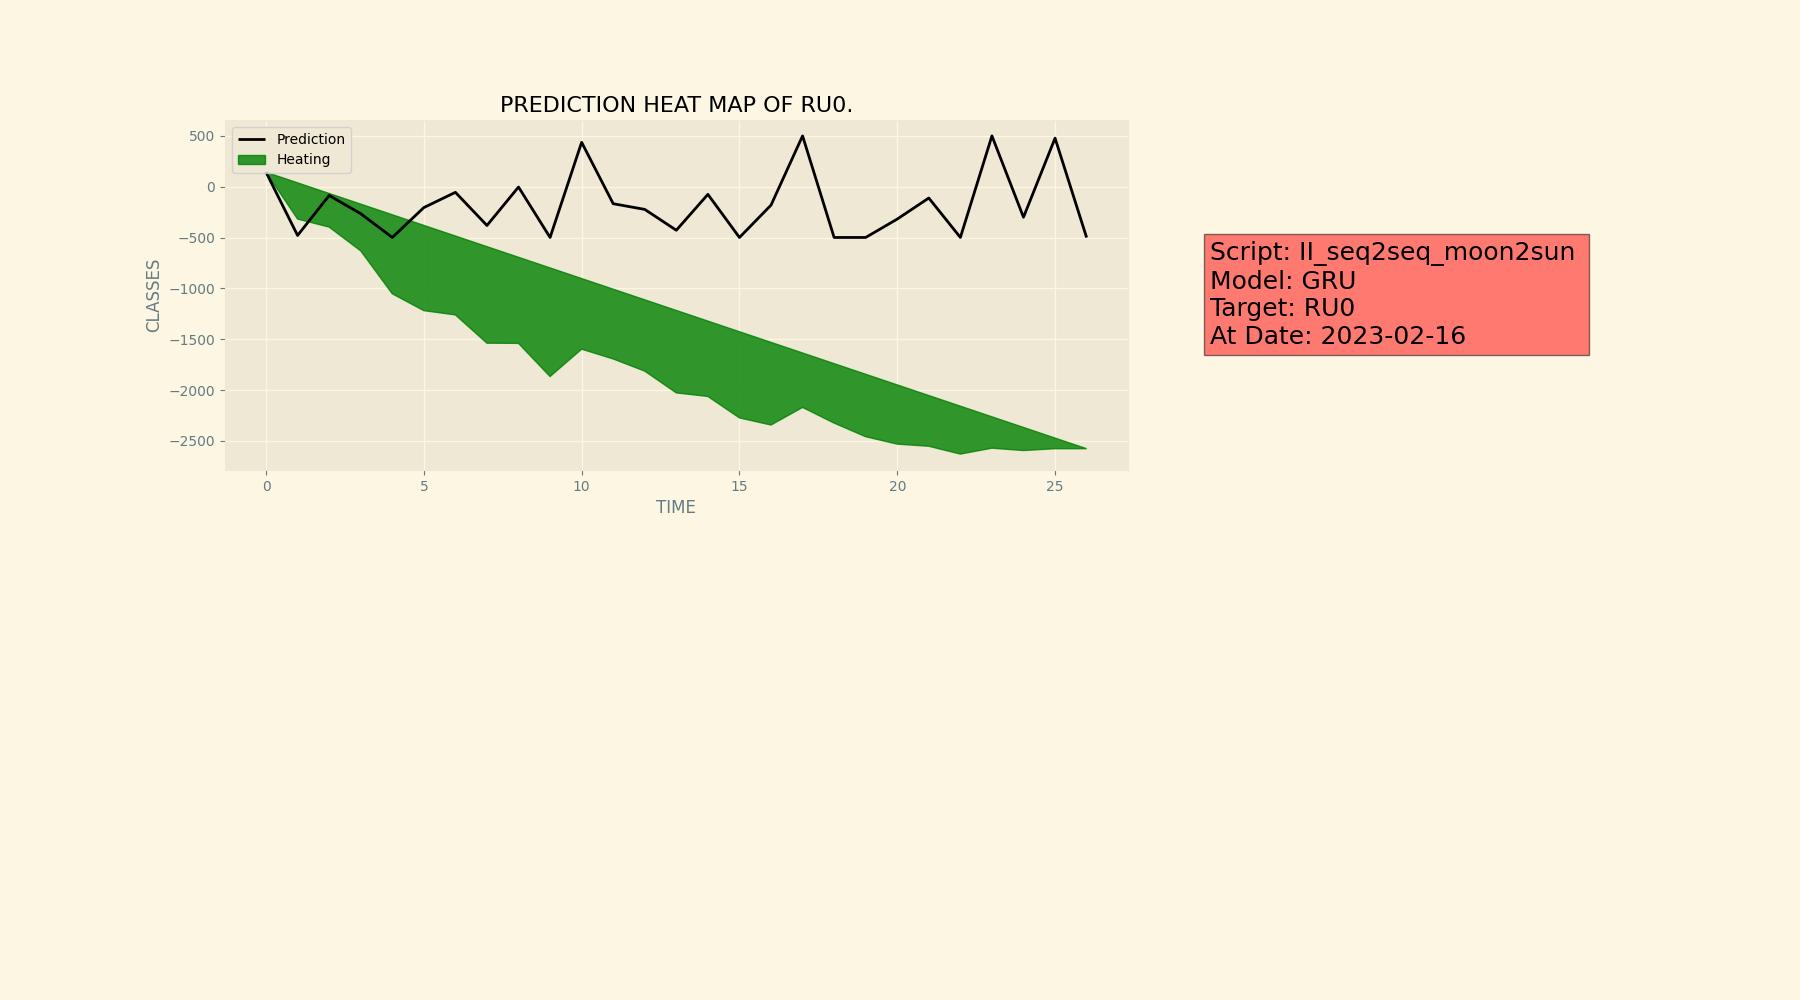 PREDICTION HEAT MAP OF RU0.
Prediction
Heating
500
0
−500
−1000
−1500
−2000
−2500
CLASSES
0 5 10 15 20 25
TIME
Script: II_seq2seq_moon2sun
Model: GRU
Target: RU0
At Date: 2023-02-16